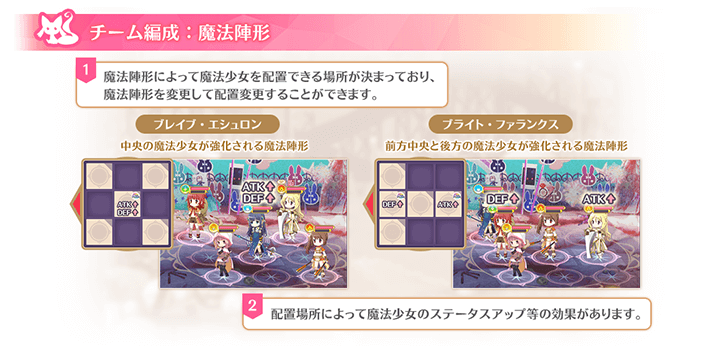 チーム編成：魔法陣形
1
魔法陣形によって魔法少女を配置できる場所が決まっており、
魔法陣形を変更して配置変更することができます。
ブレイブ・エシュロン
中央の魔法少女が強化される魔法陣形
ATK↑
DEF↑
ATK↑
DEF↑
ブライト・ファランクス
前方中央と後方の魔法少女が強化される魔法陣形
DEF↑
ATK↑
DEF↑
ATK↑
2
配置場所によって魔法少女のステータスアップ等の効果があります。